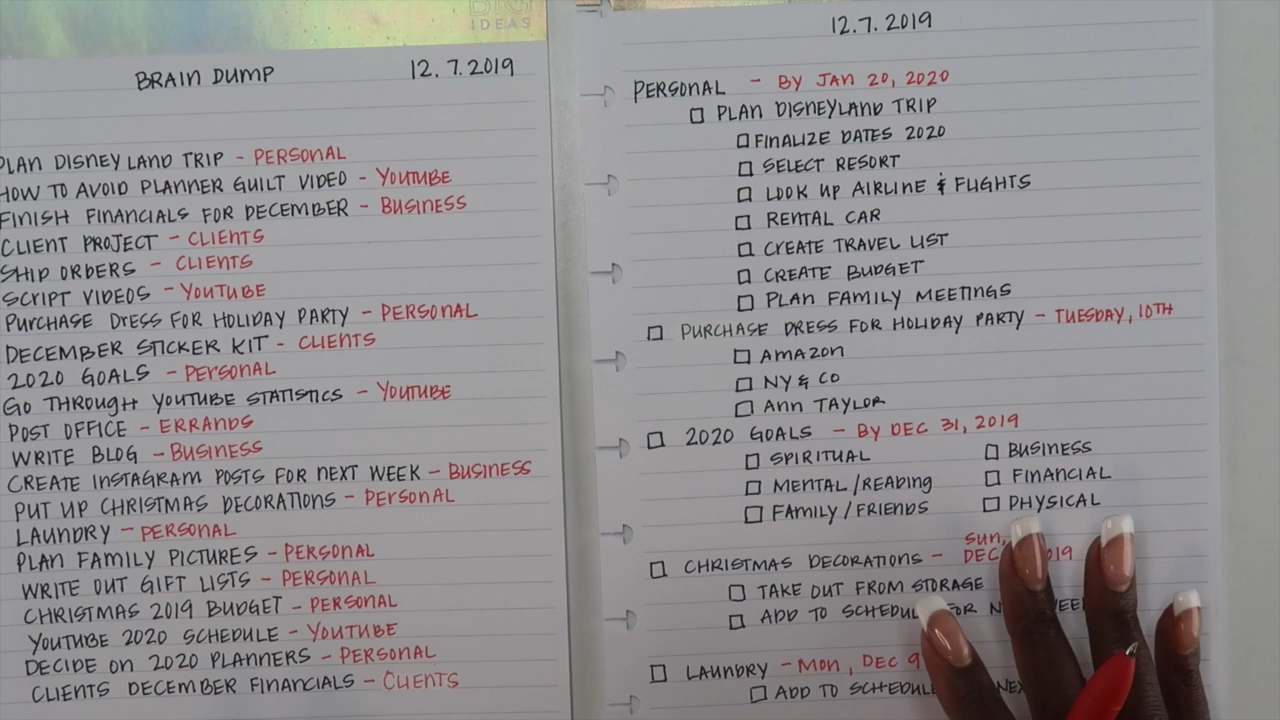 BIG
IDEAS
BRAIN DUMP 12.7.2019
PLAN DISNEYLAND TRIP - PERSONAL
HOW TO AVOID PLANNER GUILT VIDEO - YOUTUBE
FINISH FINANCIALS FOR DECEMBER - BUSINESS
CLIENT PROJECT - CLIENTS
SHIP ORDERS - CLIENTS
SCRIPT VIDEOS - YOUTUBE
PURCHASE DRESS FOR HOLIDAY PARTY - PERSONAL
DECEMBER STICKER KIT - CLIENTS
2020 GOALS - PERSONAL
GO THROUGH YOUTUBE STATISTICS - YOUTUBE
POST OFFICE - ERRANDS
WRITE BLOG - BUSINESS
CREATE INSTAGRAM POSTS FOR NEXT WEEK - BUSINESS
PUT UP CHRISTMAS DECORATIONS - PERSONAL
LAUNDRY - PERSONAL
PLAN FAMILY PICTURES - PERSONAL
WRITE OUT GIFT LISTS - PERSONAL
CHRISTMAS 2019 BUDGET - PERSONAL
YOUTUBE 2020 SCHEDULE - YOUTUBE
DECIDE ON 2020 PLANNERS - PERSONAL
CLIENTS DECEMBER FINANCIALS - CLIENTS
12.7.2019
PERSONAL - BY JAN 20, 2020
PLAN DISNEYLAND TRIP
FINALIZE DATES 2020
SELECT RESORT
LOOK UP AIRLINE & FLIGHTS
RENTAL CAR
CREATE TRAVEL LIST
CREATE BUDGET
PLAN FAMILY MEETINGS
PURCHASE DRESS FOR HOLIDAY PARTY - TUESDAY, 10TH
AMAZON
NY & CO
ANN TAYLOR
2020 GOALS - BY DEC 31, 2019
SPIRITUAL BUSINESS
MENTAL/READING FINANCIAL
FAMILY/FRIENDS PHYSICAL
CHRISTMAS DECORATIONS - SUN,
DEC 19
TAKE OUT FROM STORAGE
ADD TO SCHEDUL FOR
LAUNDRY - MON, DEC 9
ADD TO SCHEDUL